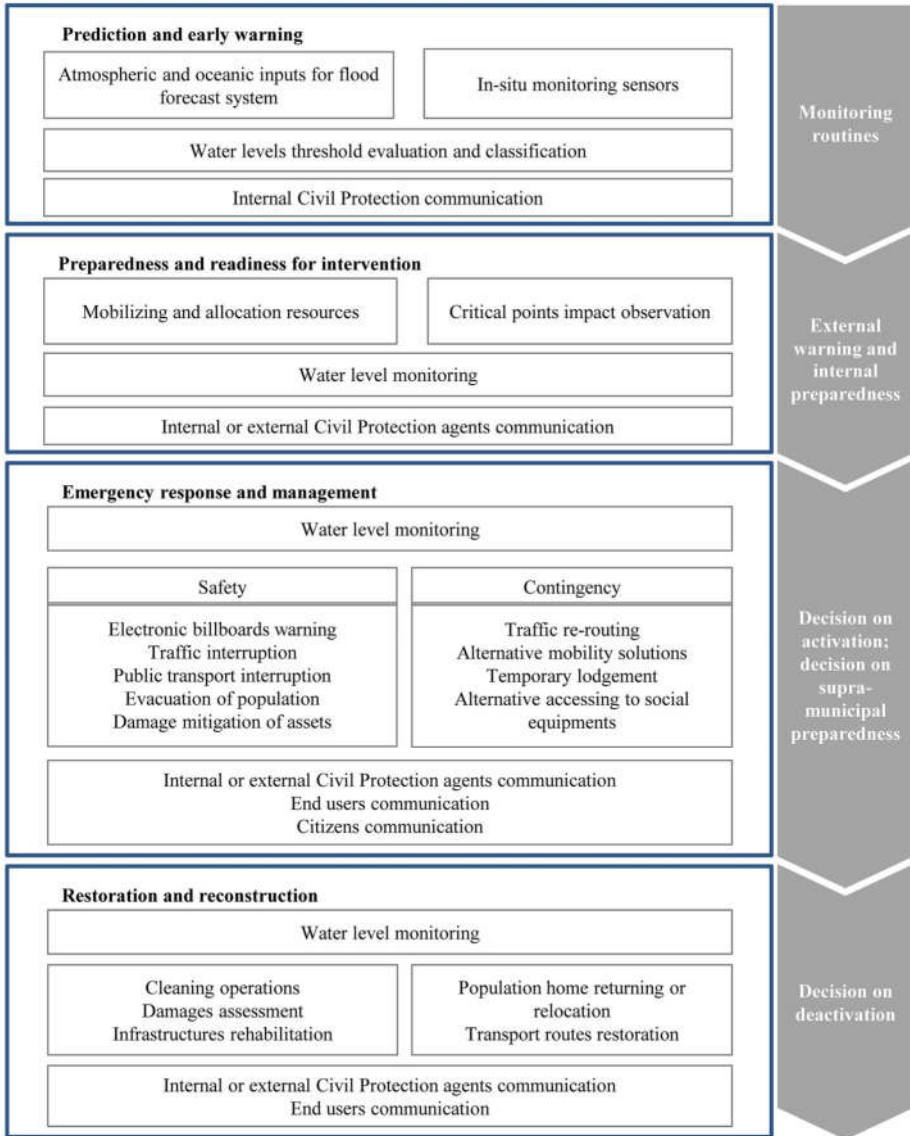 Prediction and early warning
Atmospheric and oceanic inputs for flood
forecast system
In-situ monitoring sensors
Water levels threshold evaluation and classification
Internal Civil Protection communication
Monitoring
routines
Preparedness and readiness for intervention
Mobilizing and allocation resources
Critical points impact observation
Water level monitoring
Internal or external Civil Protection agents communication
External
warning and
internal
preparedness
Emergency response and management
Water level monitoring
Safety
Electronic billboards warning
Traffic interruption
Public transport interruption
Evacuation of population
Damage mitigation of assets
Contingency
Traffic re-routing
Alternative mobility solutions
Temporary lodgement
Alternative accessing to social
equipments
Internal or external Civil Protection agents communication
End users communication
Citizens communication
Decision on
activation;
decision on
supra-
municipal
preparedness
Restoration and reconstruction
Water level monitoring
Cleaning operations
Damages assessment
Infrastructures rehabilitation
Population home returning or
relocation
Transport routes restoration
Internal or external Civil Protection agents communication
End users communication
Decision on
deactivation